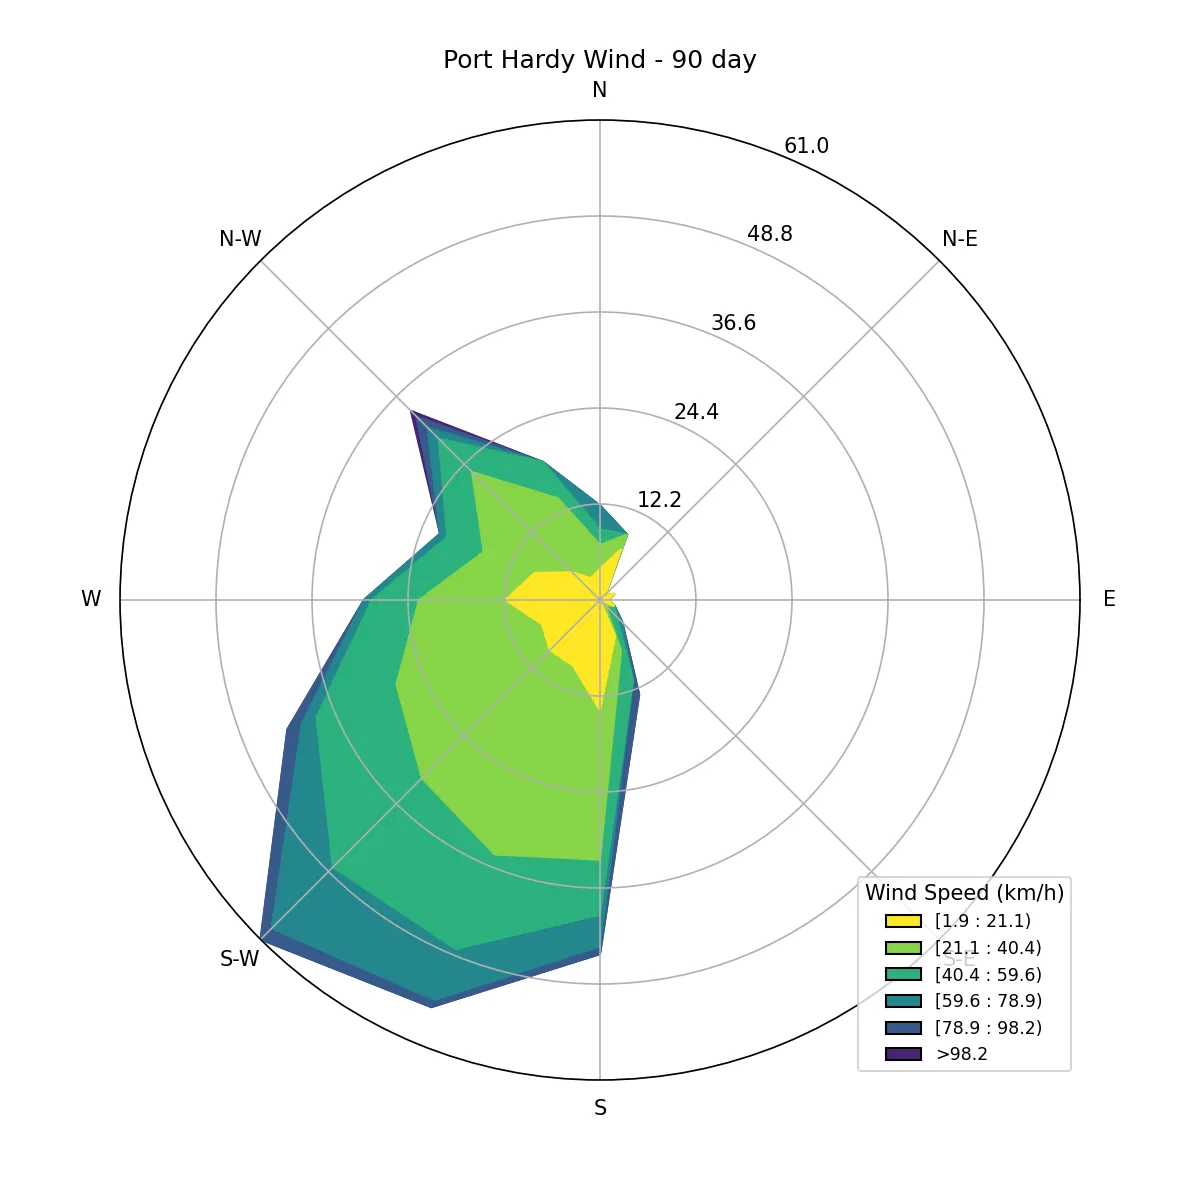 Port Hardy Wind - 90 day
N
61.0
N-W
N-E
48.8
36.6
24.4
12.2
W
E
S-W
S-E
S
Wind Speed (km/h)
[1.9 : 21.1)
[21.1 : 40.4)
[40.4 : 59.6)
[59.6 : 78.9)
[78.9 : 98.2)
>98.2